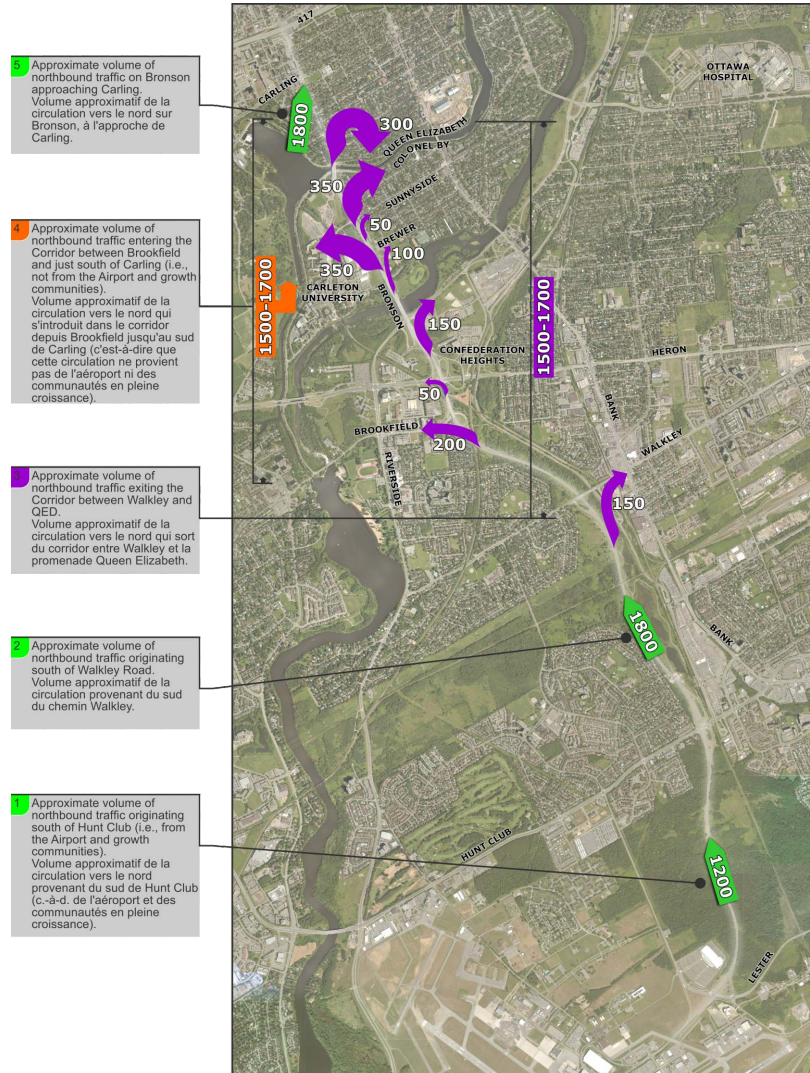 5
Approximate volume of
northbound traffic on Bronson
approaching Carling.
Volume approximatif de la
circulation vers le nord sur
Bronson, à l'approche de
Carling.
4
Approximate volume of
northbound traffic entering the
Corridor between Brookfield
and just south of Carling (i.e.,
not from the Airport and growth
communities).
Volume approximatif de la
circulation vers le nord qui
s'introduit dans le corridor
depuis Brookfield jusqu'au sud
de Carling (c'est-à-dire que
cette circulation ne provient
pas de l'aéroport ni des
communautés en pleine
croissance).
3
Approximate volume of
northbound traffic exiting the
Corridor between Walkley and
QED.
Volume approximatif de la
circulation vers le nord qui sort
du corridor entre Walkley et la
promenade Queen Elizabeth.
2
Approximate volume of
northbound traffic originating
south of Walkley Road.
Volume approximatif de la
circulation provenant du sud
du chemin Walkley.
1
Approximate volume of
northbound traffic originating
south of Hunt Club (i.e., from
the Airport and growth
communities).
Volume approximatif de la
circulation vers le nord
provenant du sud de Hunt Club
(c.-à-d. de l'aéroport et des
communautés en pleine
croissance).
417
OTTAWA
HOSPITAL
CARLING
1800
300
QUEEN ELIZABETH
COLONEL BY
350
SUNNYSIDE
50
BREWER
100
350
CARLETON
UNIVERSITY
BRONSON
1500-1700
1500-1700
150
CONFEDERATION
HEIGHTS
HERON
50
BANK
BROOKFIELD
200
WALKLEY
RIVERSIDE
150
1800
BANK
HUNT CLUB
1200
LESTER